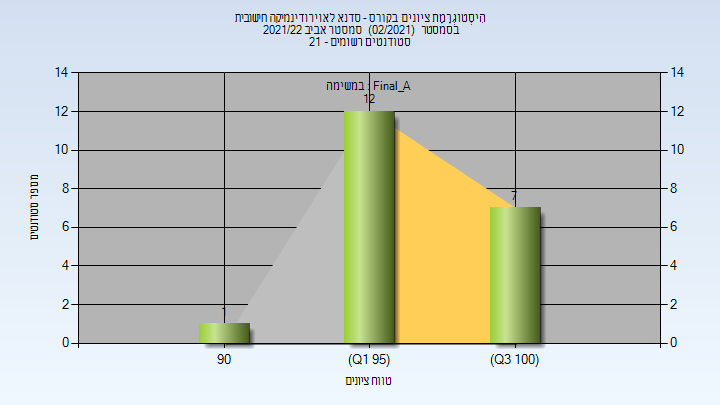 היסטוגרמת ציונים בקורס - סדנא לאוירודינמיקה חישובית
בסמסטר (02/2021) סמסטר אביב 2021/22
סטודנטים רשומים - 21
במשימה : Final_A
14
12
10
8
6
4
2
0
14
12
10
8
6
4
2
0
1
12
7
מספר סטודנטים
90
(Q1 95)
(Q3 100)
טווח ציונים